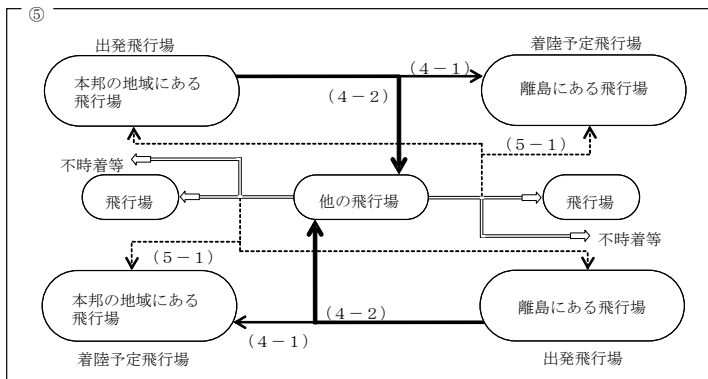 ⑤
出発飛行場
着陸予定飛行場
本邦の地域にある
飛行場
(4-1)
(4-2)
離島にある飛行場
(5-1)
不時着等
飛行場
他の飛行場
飛行場
不時着等
(5-1)
本邦の地域にある
飛行場
(4-2)
(4-1)
離島にある飛行場
着陸予定飛行場
出発飛行場